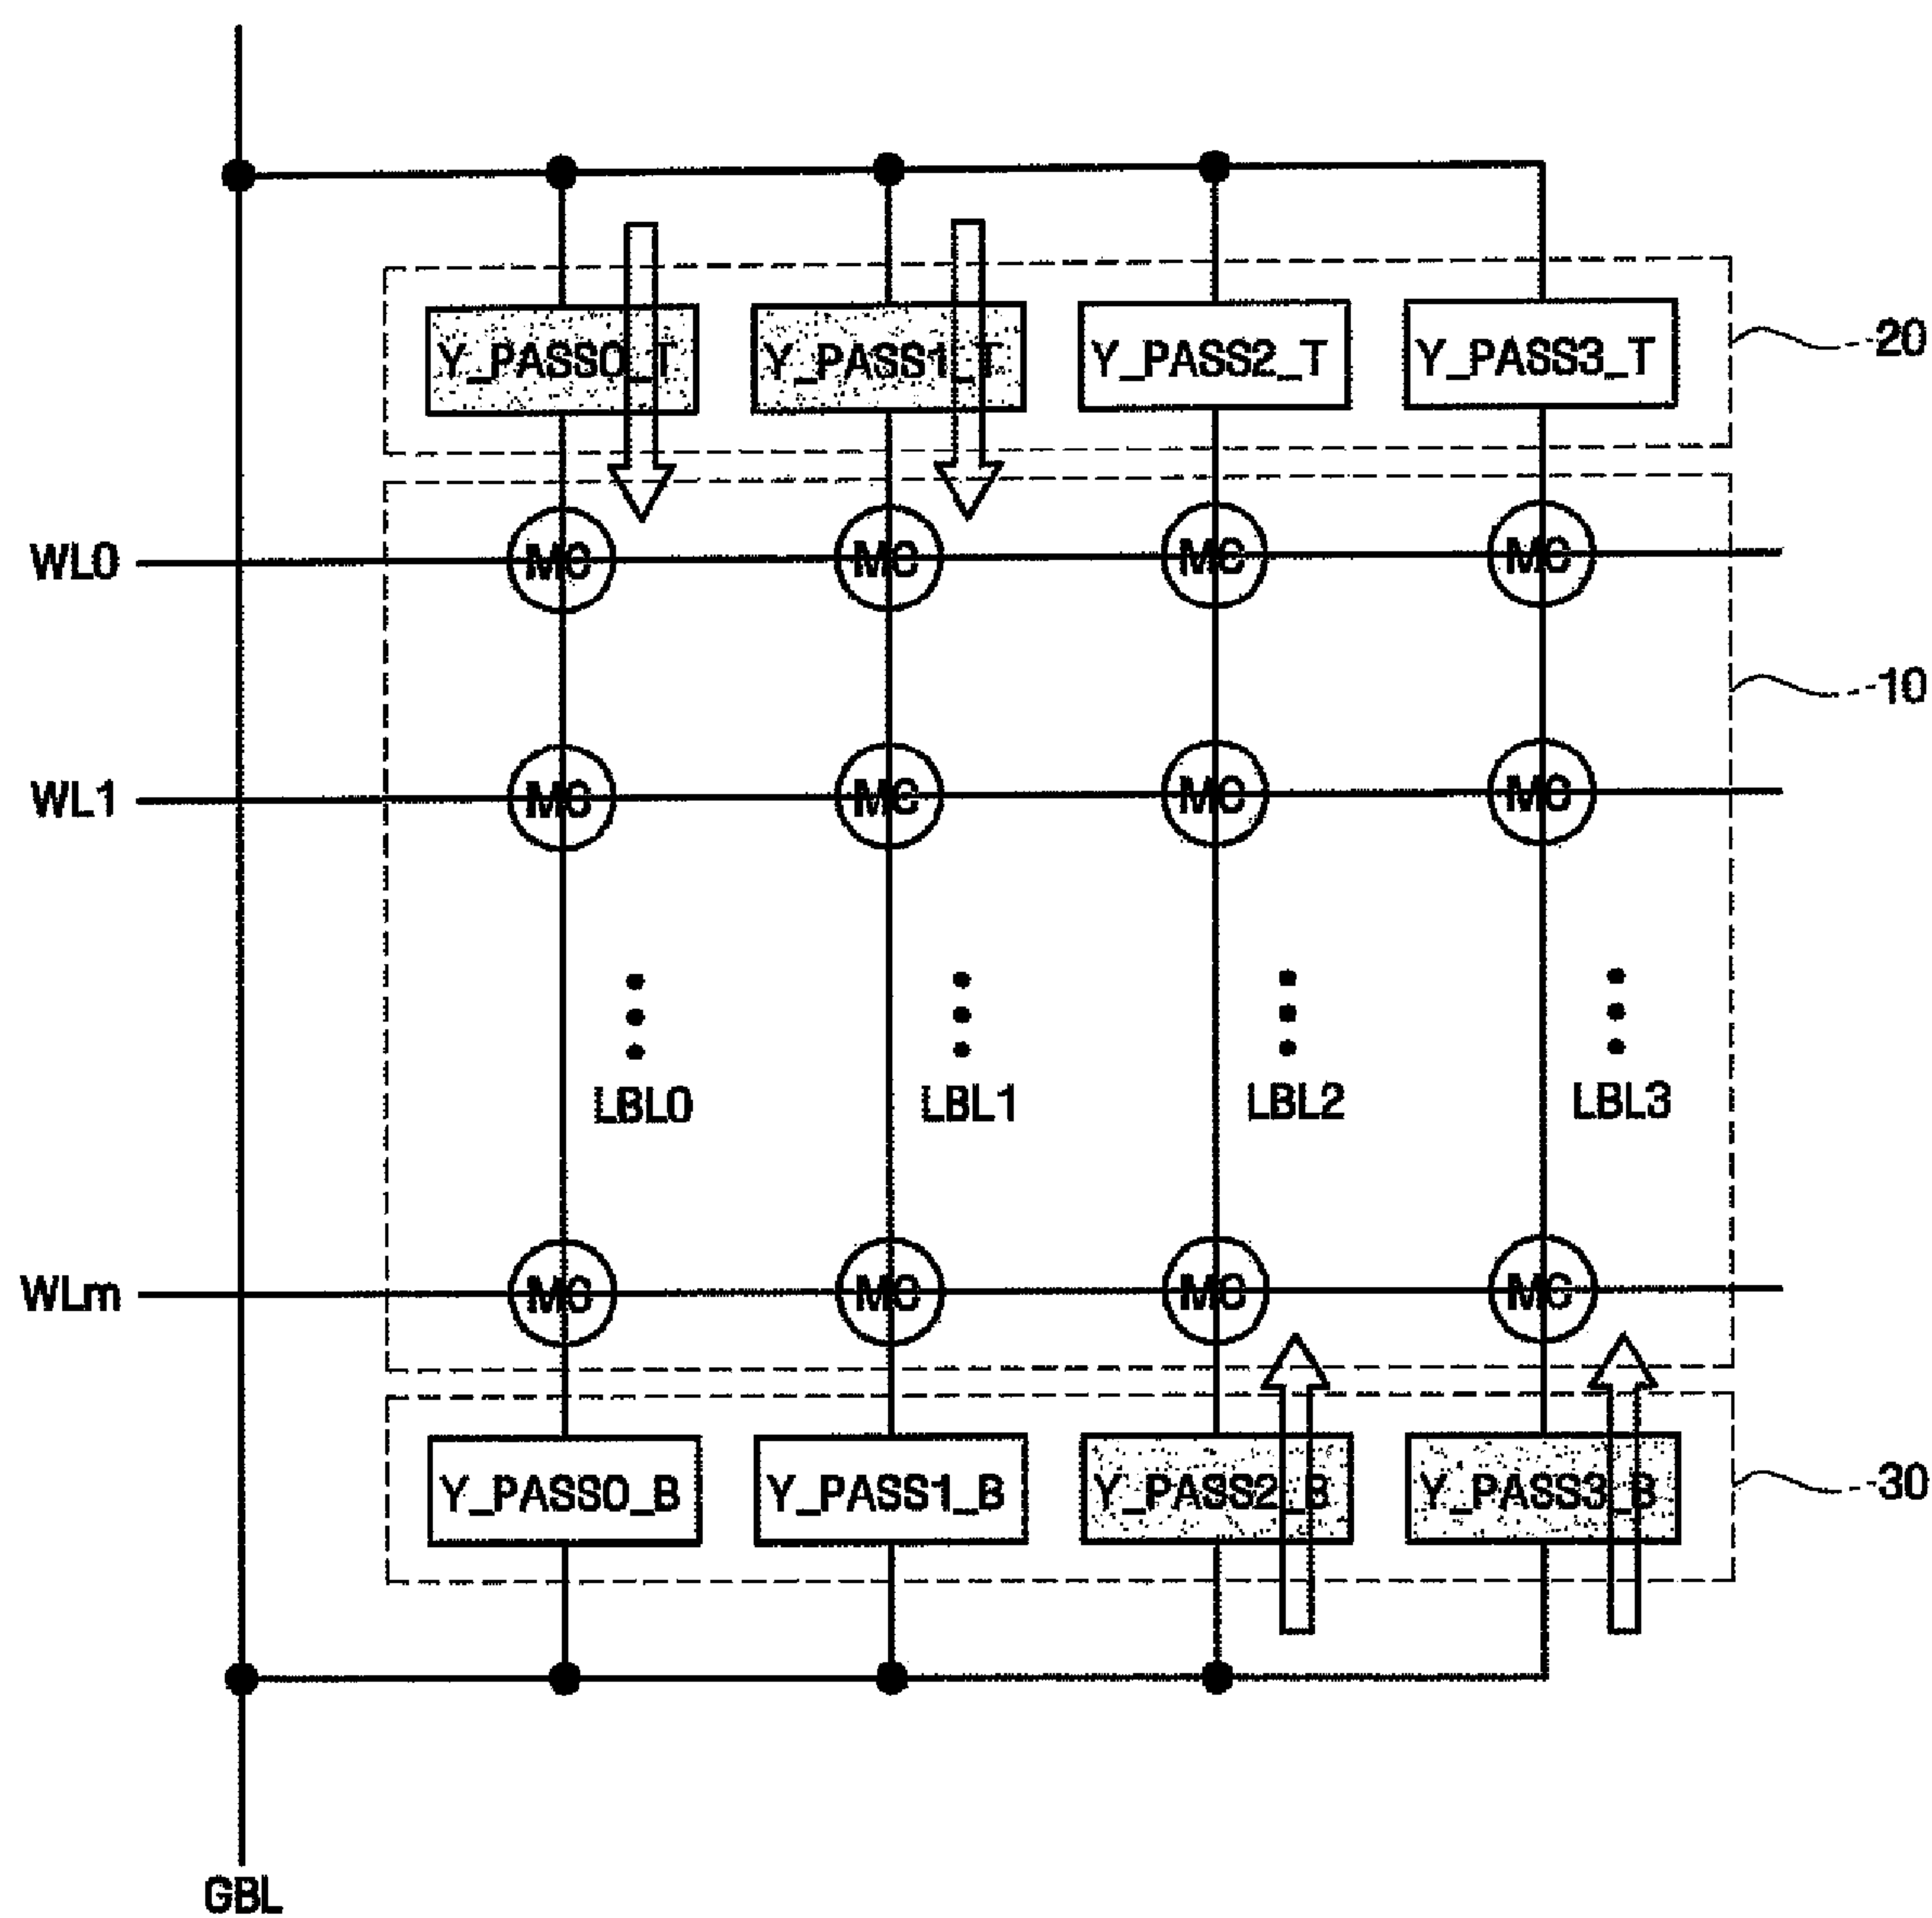 Y_PASS0_T Y_PASS1_T Y_PASS2_T Y_PASS3_T 20
WL0 MC MC MC MC
10
WL1 MC MC MC MC
LBL0 LBL1 LBL2 LBL3
WLm MC MC MC MC
Y_PASS0_B Y_PASS1_B Y_PASS2_B Y_PASS3_B 30
GBL